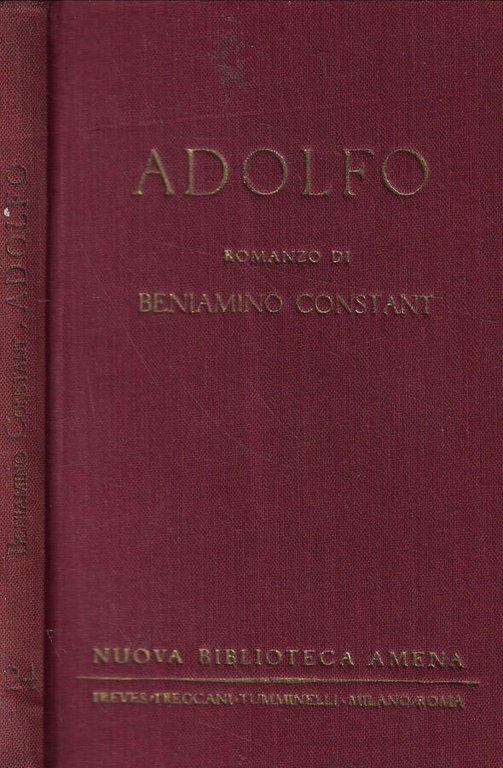 ADOLFO
ROMANZO DI
BENIAMINO CONSTANT
NUOVA BIBLIOTECA AMENA
TREVES·TRECCANI·TUMMINELLI·MILANO/ROMA
BENIAMINO CONSTANT - ADOLFO
24